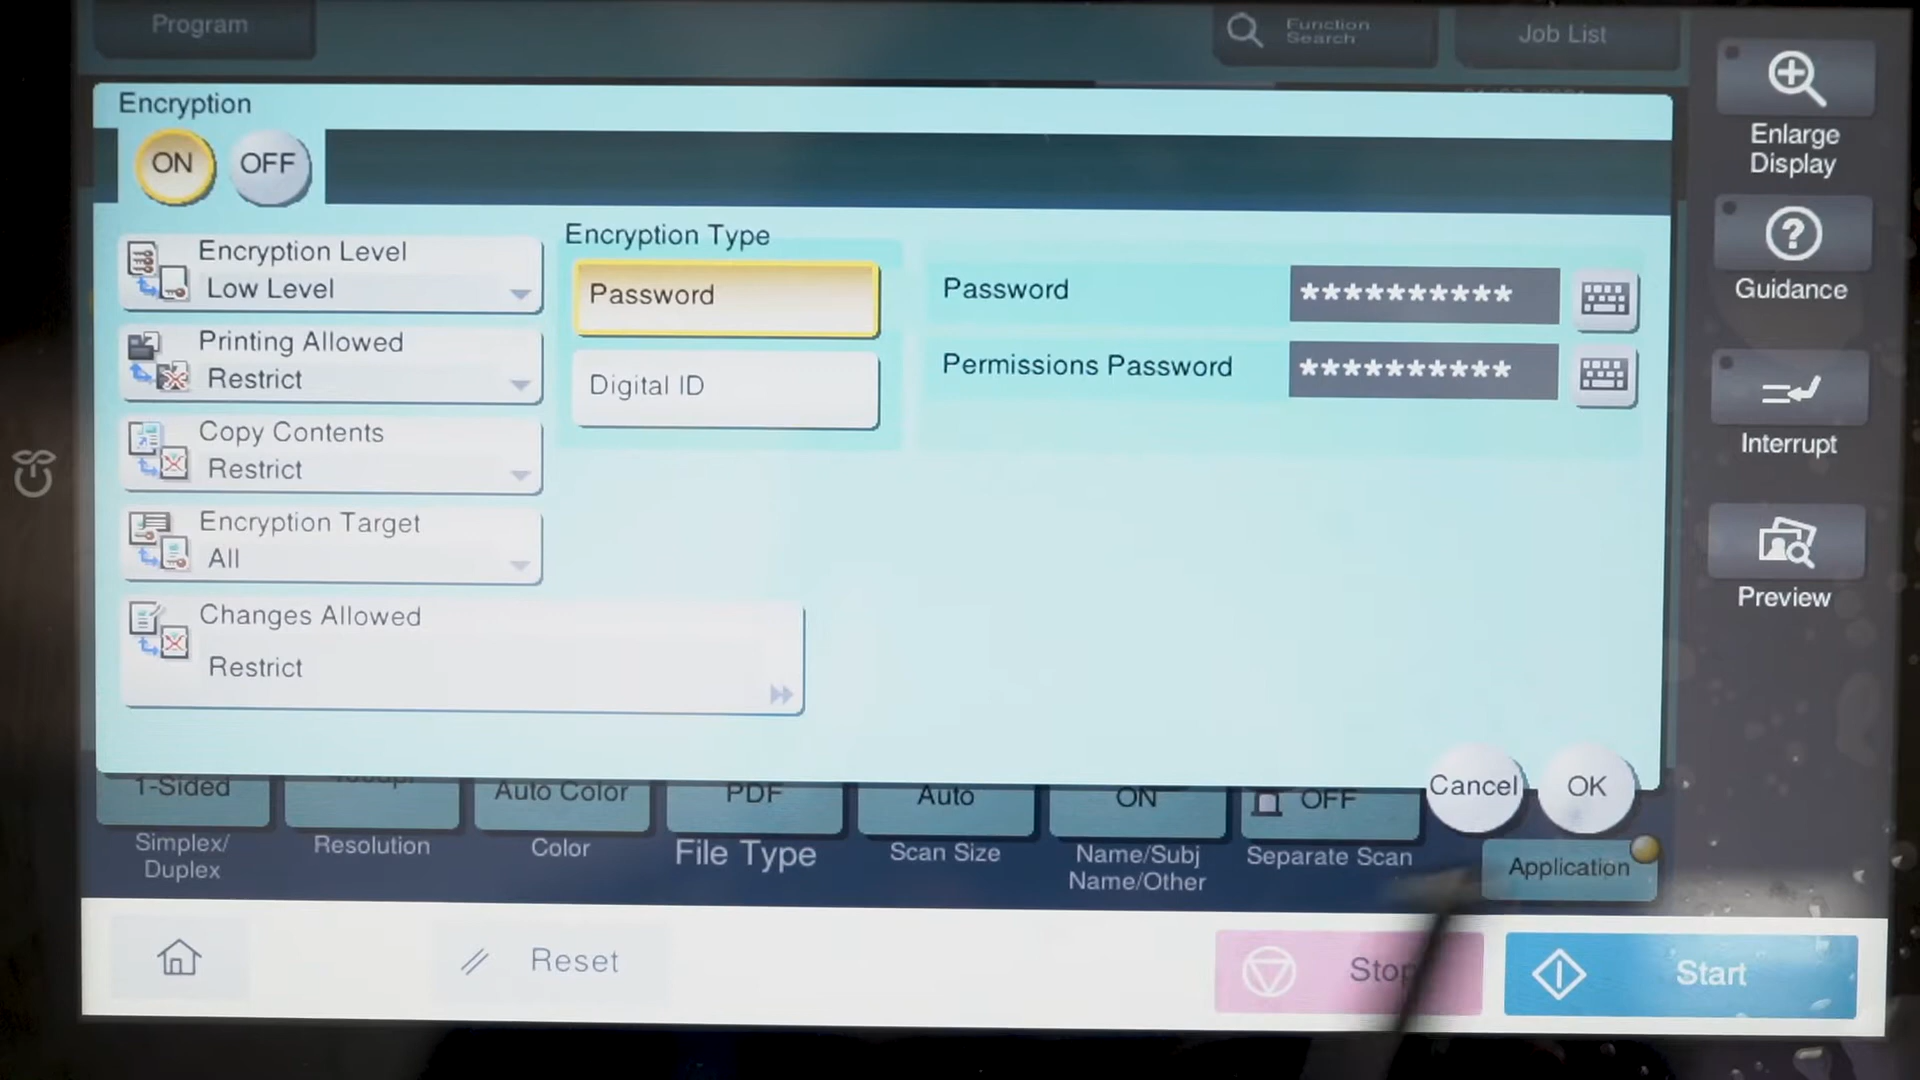 Program
Function
Search
Job List
Encryption
ON
OFF
Encryption Level
Low Level
Printing Allowed
Restrict
Copy Contents
Restrict
Encryption Target
All
Changes Allowed
Restrict
Encryption Type
Password
Digital ID
Password
**********
Permissions Password
**********
Cancel
OK
1-Sided
Auto Color
PDF
Auto
ON
OFF
Simplex/
Duplex
Resolution
Color
File Type
Scan Size
Name/Subj
Name/Other
Separate Scan
Application
Reset
Stop
Start
Enlarge
Display
Guidance
Interrupt
Preview